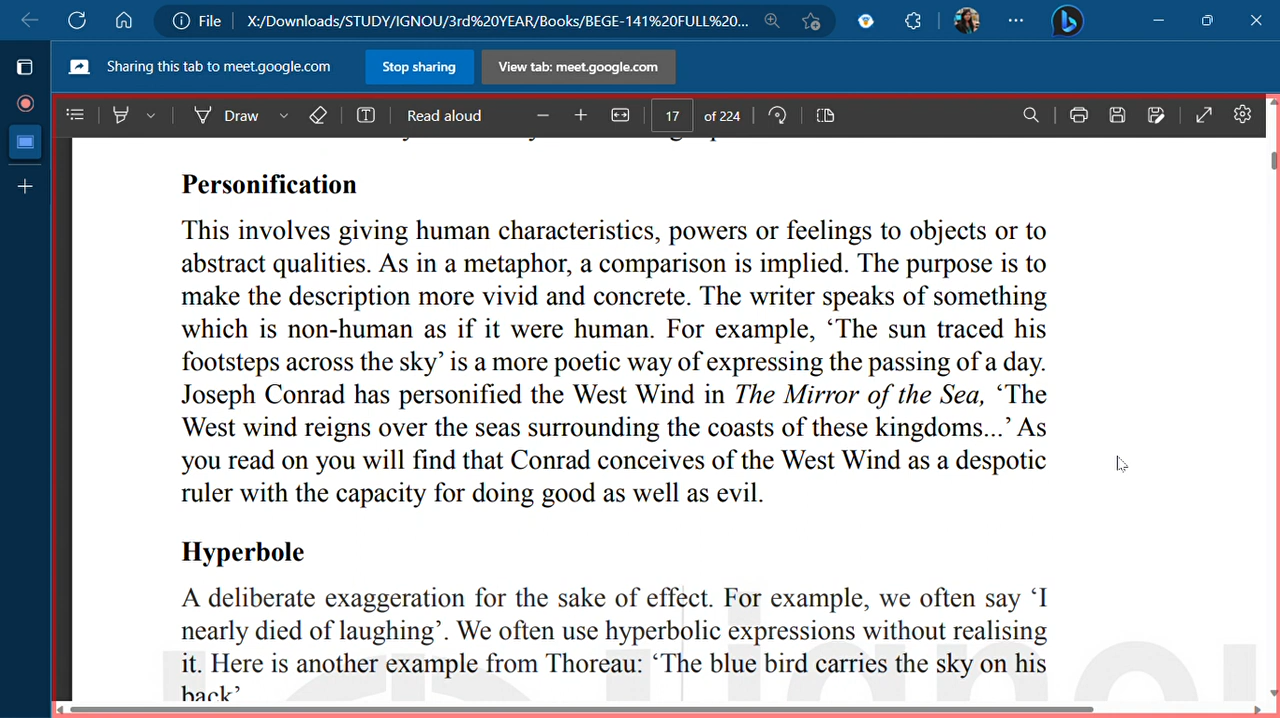 File X:/Downloads/STUDY/IGNOU/3rd%20YEAR/Books/BEGE-141%20FULL%20...
Sharing this tab to meet.google.com Stop sharing View tab: meet.google.com
Draw Read aloud 17 of 224
Personification
This involves giving human characteristics, powers or feelings to objects or to
abstract qualities. As in a metaphor, a comparison is implied. The purpose is to
make the description more vivid and concrete. The writer speaks of something
which is non-human as if it were human. For example, ‘The sun traced his
footsteps across the sky’ is a more poetic way of expressing the passing of a day.
Joseph Conrad has personified the West Wind in The Mirror of the Sea, ‘The
West wind reigns over the seas surrounding the coasts of these kingdoms...’ As
you read on you will find that Conrad conceives of the West Wind as a despotic
ruler with the capacity for doing good as well as evil.
Hyperbole
A deliberate exaggeration for the sake of effect. For example, we often say ‘I
nearly died of laughing’. We often use hyperbolic expressions without realising
it. Here is another example from Thoreau: ‘The blue bird carries the sky on his
back’